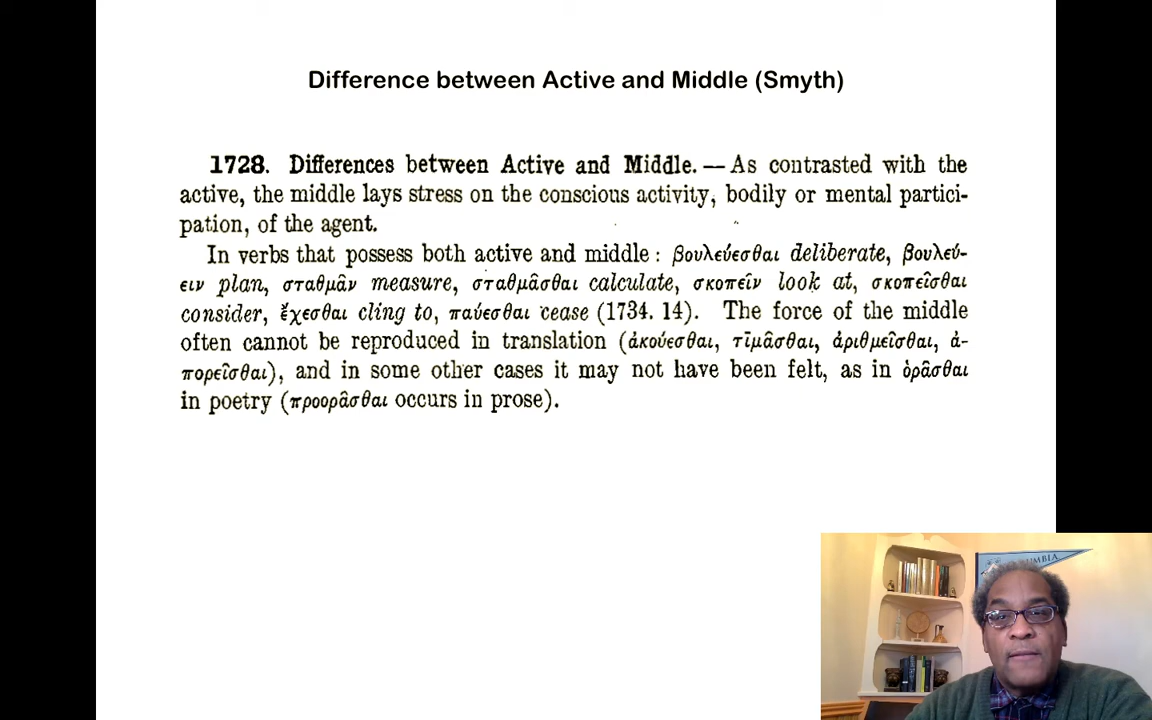 Difference between Active and Middle (Smyth)
1728. Differences between Active and Middle. — As contrasted with the
active, the middle lays stress on the conscious activity, bodily or mental partici-
pation, of the agent.
In verbs that possess both active and middle : βουλεύεσθαι deliberate, βουλεύ-
ειν plan, σταθμᾶν measure, σταθμᾶσθαι calculate, σκοπεῖν look at, σκοπεῖσθαι
consider, ἔχεσθαι cling to, παύεσθαι cease (1734. 14). The force of the middle
often cannot be reproduced in translation (ἀκούεσθαι, τῑμᾶσθαι, ἀριθμεῖσθαι, ἀ-
πορεῖσθαι), and in some other cases it may not have been felt, as in ὁρᾶσθαι
in poetry (προορᾶσθαι occurs in prose).